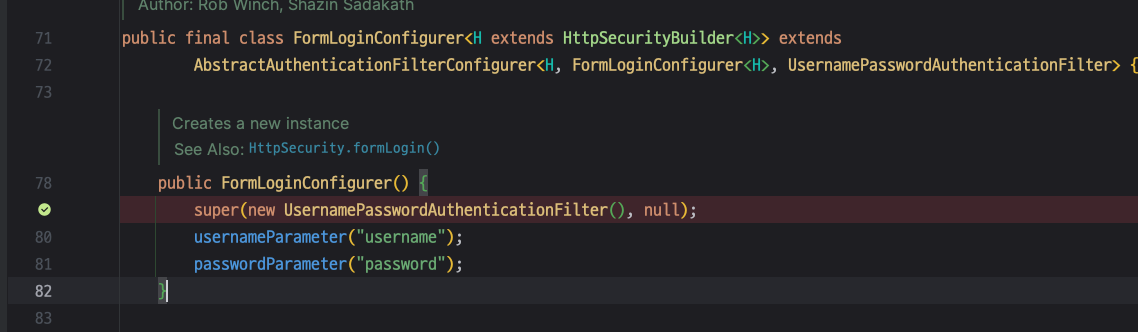 Author: Rob Winch, Shazin Sadakath
71 public final class FormLoginConfigurer<H extends HttpSecurityBuilder<H>> extends
72 AbstractAuthenticationFilterConfigurer<H, FormLoginConfigurer<H>, UsernamePasswordAuthenticationFilter> {
73
Creates a new instance
See Also: HttpSecurity.formLogin()
78 public FormLoginConfigurer() {
super(new UsernamePasswordAuthenticationFilter(), null);
80 usernameParameter("username");
81 passwordParameter("password");
82 }
83